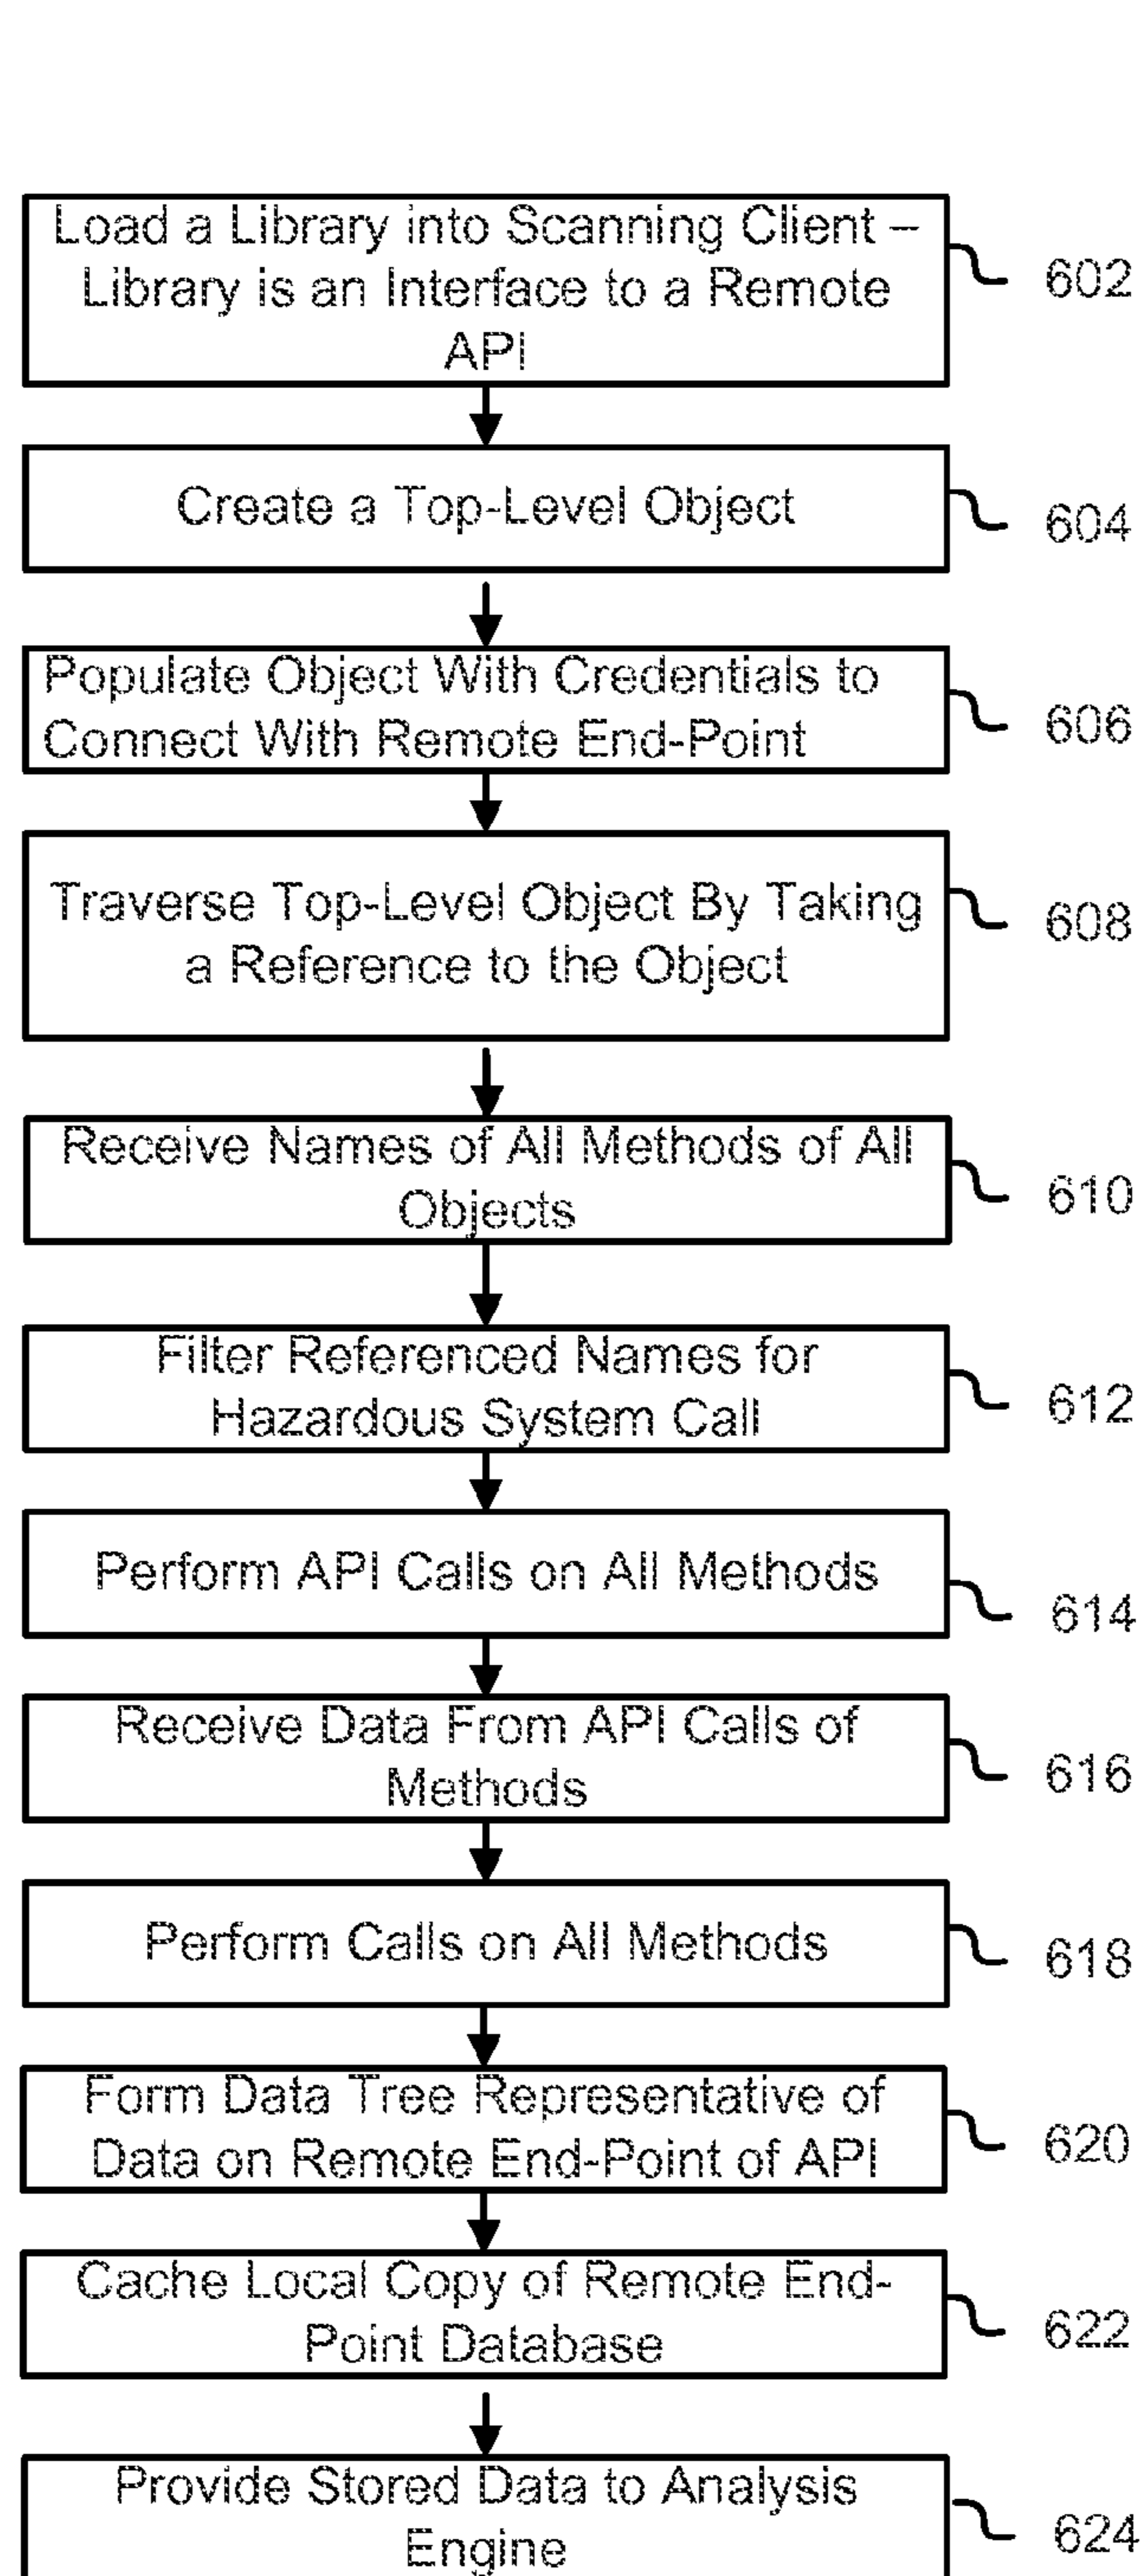 Load a Library into Scanning Client –
Library is an Interface to a Remote
API
602
Create a Top-Level Object
604
Populate Object With Credentials to
Connect With Remote End-Point
606
Traverse Top-Level Object By Taking
a Reference to the Object
608
Receive Names of All Methods of All
Objects
610
Filter Referenced Names for
Hazardous System Call
612
Perform API Calls on All Methods
614
Receive Data From API Calls of
Methods
616
Perform Calls on All Methods
618
Form Data Tree Representative of
Data on Remote End-Point of API
620
Cache Local Copy of Remote End-
Point Database
622
Provide Stored Data to Analysis
Engine
624